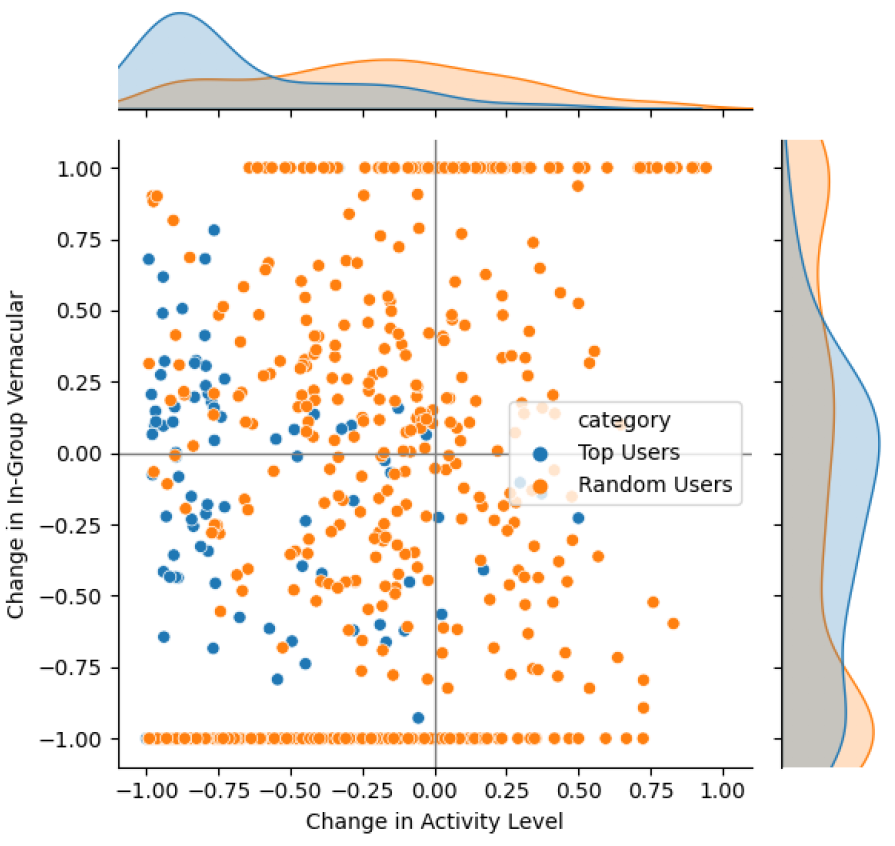 1.00
0.75
0.50
0.25
0.00
−0.25
−0.50
−0.75
−1.00
Change in In-Group Vernacular
category
Top Users
Random Users
−1.00 −0.75 −0.50 −0.25 0.00 0.25 0.50 0.75 1.00
Change in Activity Level